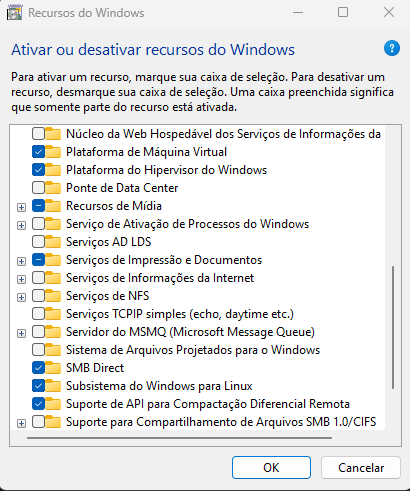 Recursos do Windows
Ativar ou desativar recursos do Windows
?
Para ativar um recurso, marque sua caixa de seleção. Para desativar um
recurso, desmarque sua caixa de seleção. Uma caixa preenchida significa
que somente parte do recurso está ativada.
Núcleo da Web Hospedável dos Serviços de Informações da
Plataforma de Máquina Virtual
Plataforma do Hipervisor do Windows
Ponte de Data Center
Recursos de Mídia
Serviço de Ativação de Processos do Windows
Serviços AD LDS
Serviços de Impressão e Documentos
Serviços de Informações da Internet
Serviços de NFS
Serviços TCPIP simples (echo, daytime etc.)
Servidor do MSMQ (Microsoft Message Queue)
Sistema de Arquivos Projetados para o Windows
SMB Direct
Subsistema do Windows para Linux
Suporte de API para Compactação Diferencial Remota
Suporte para Compartilhamento de Arquivos SMB 1.0/CIFS
OK
Cancelar